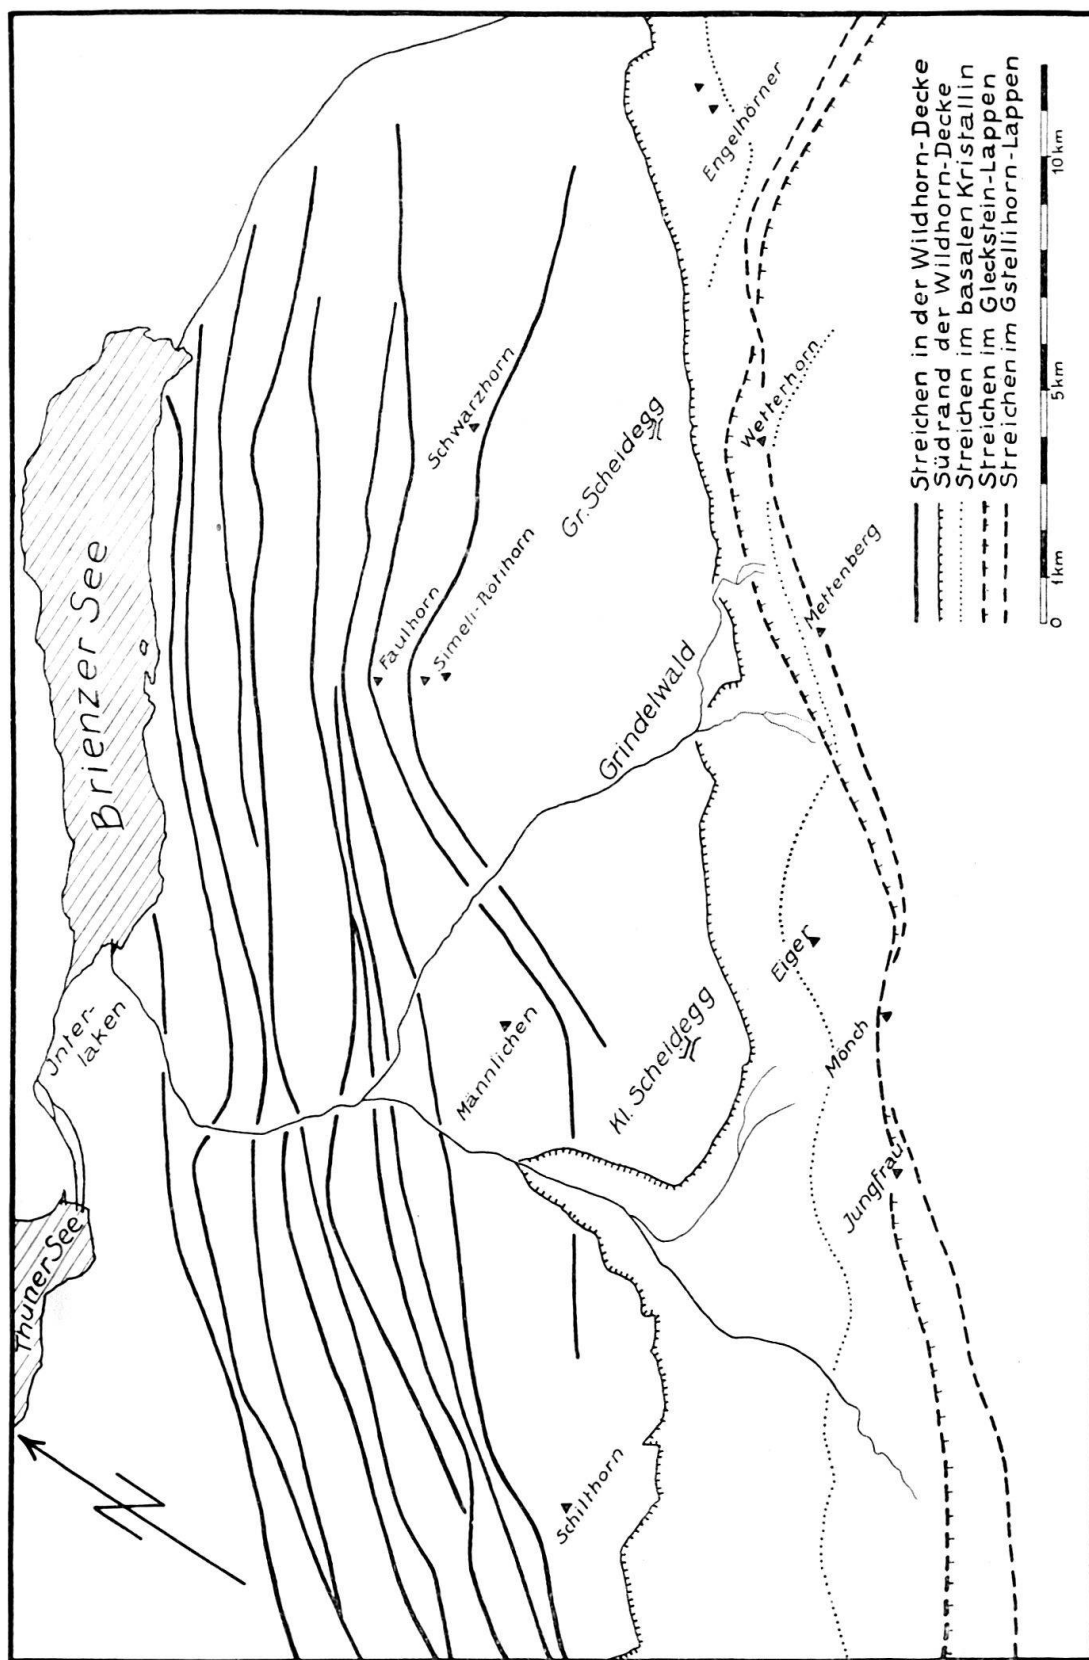 Thuner See
Jnter-
laken
Brienzer See
Schilthorn
Männlichen
Faulhorn
Simeli-Rötihorn
Schwarzhorn
Kl. Scheidegg
Grindelwald
Gr. Scheidegg
Engelhörner
Jungfrau
Mönch
Eiger
Mettenberg
Wetterhorn
Streichen in der Wildhorn-Decke
Südrand der Wildhorn-Decke
Streichen im basalen Kristallin
Streichen im Gleckstein-Lappen
Streichen im Gstellihorn-Lappen
0 1km 5km 10km